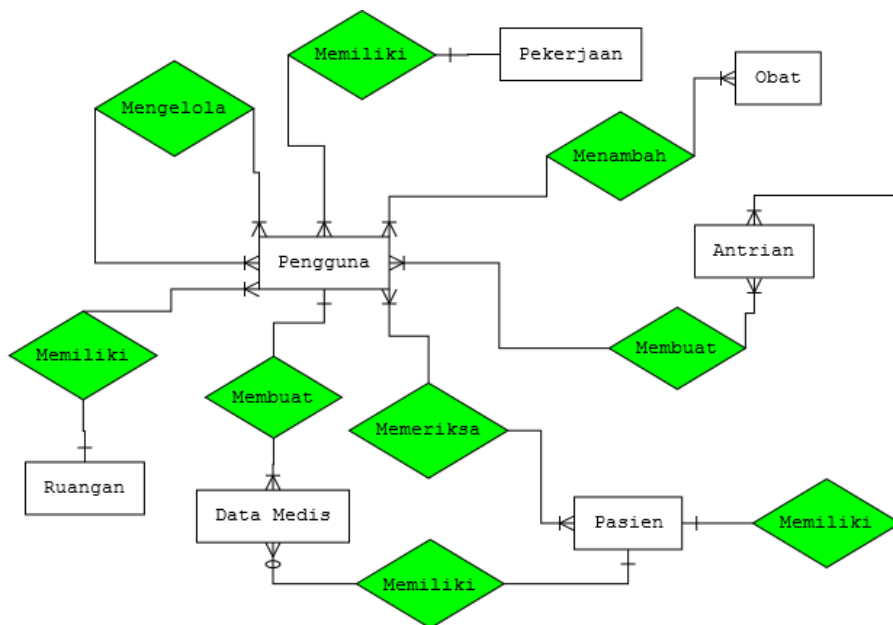 Memiliki
Pekerjaan
Obat
Mengelola
Menambah
Antrian
Pengguna
Memiliki
Membuat
Membuat
Memeriksa
Ruangan
Data Medis
Pasien
Memiliki
Memiliki